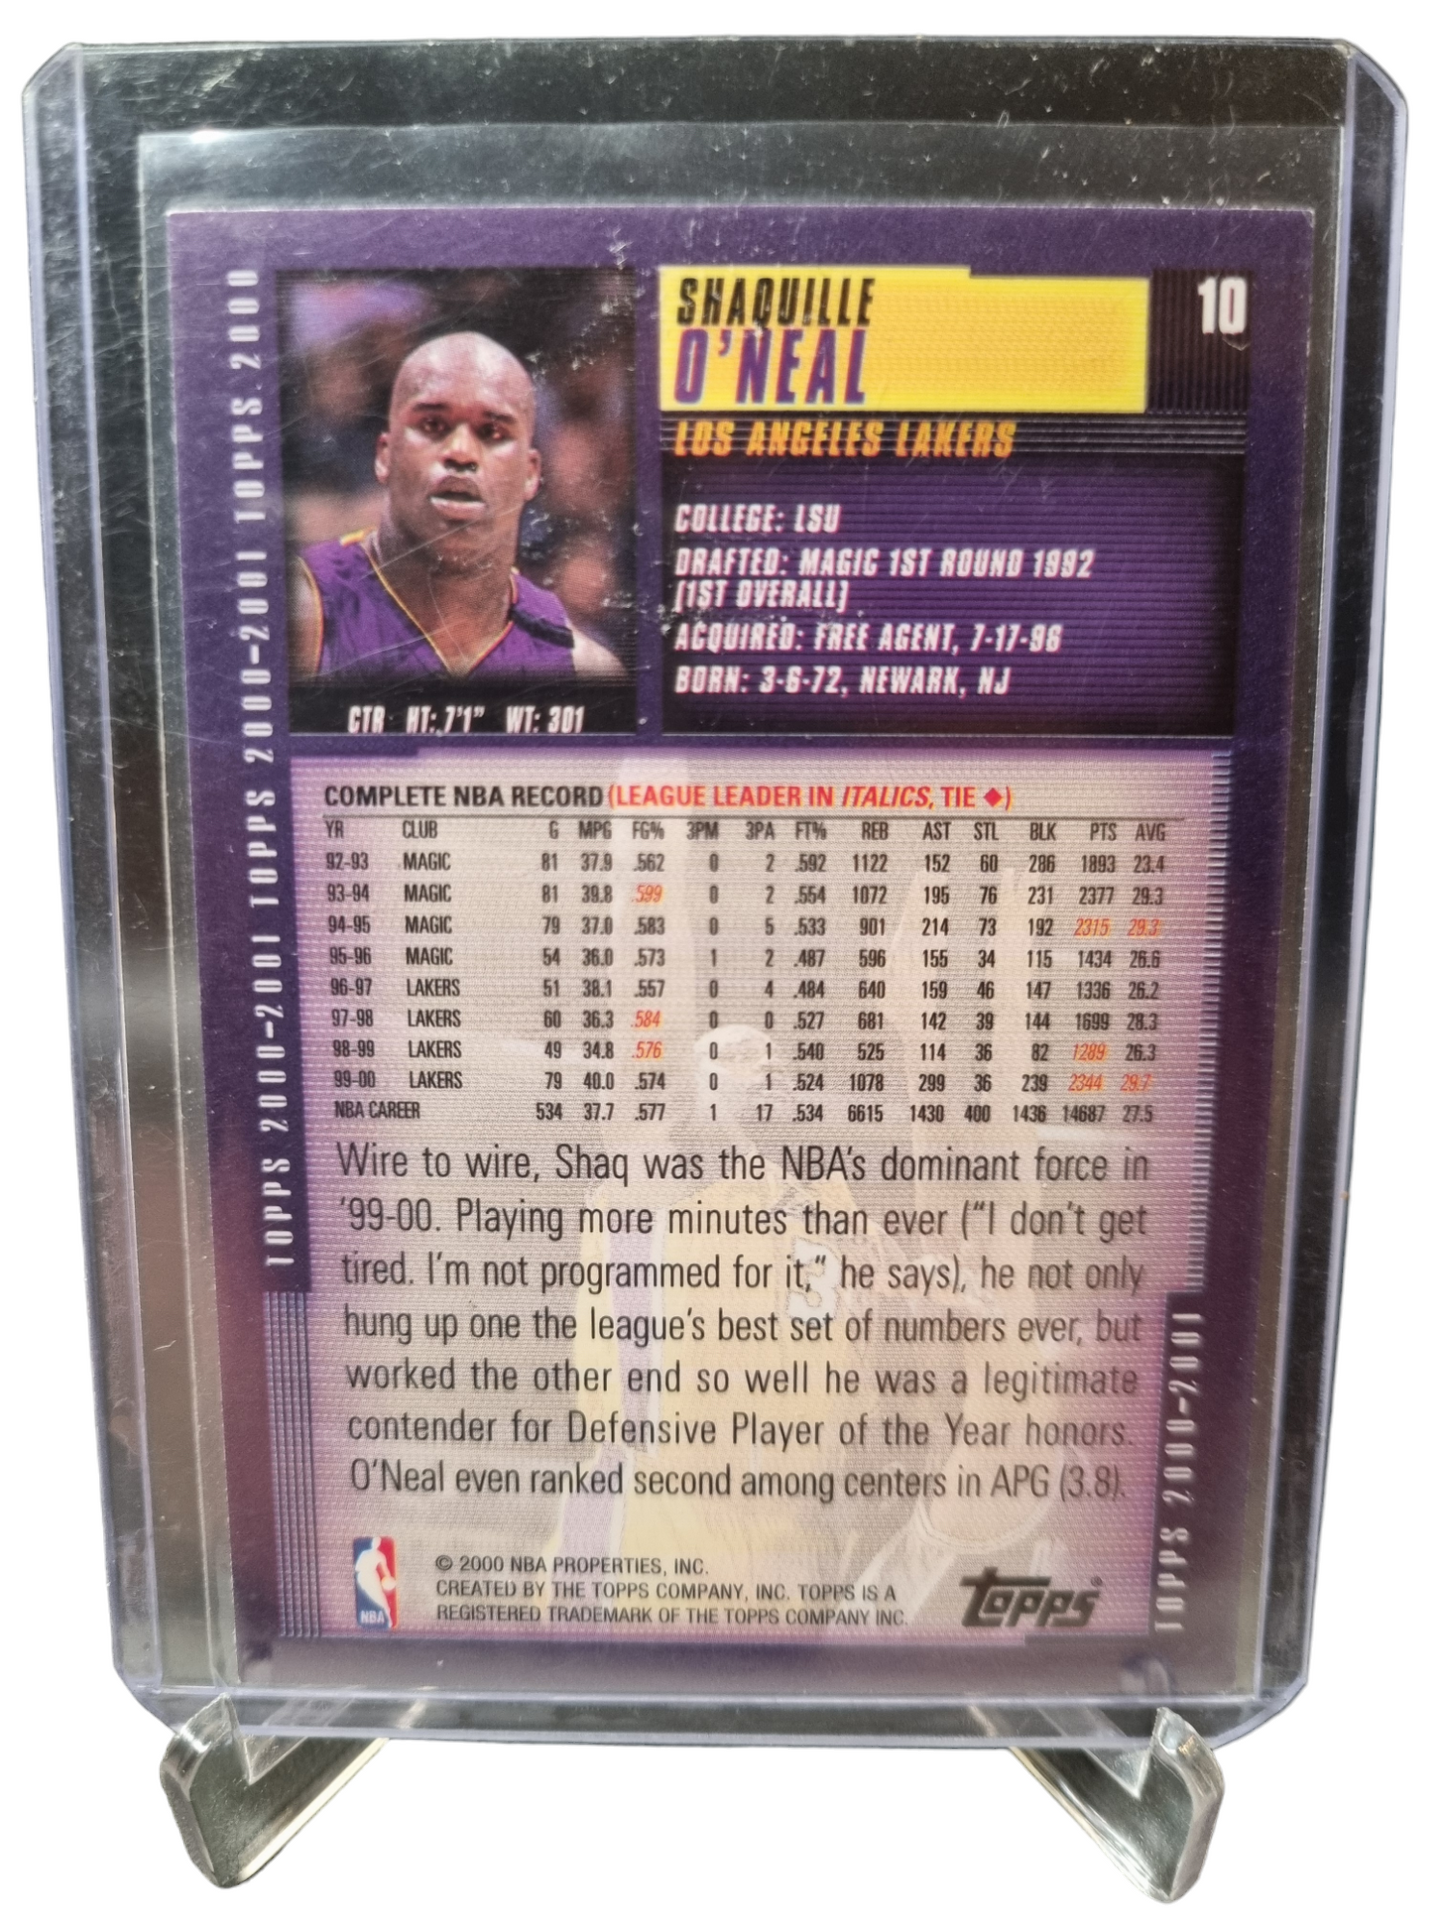 TOPPS 2000-2001 TOPPS 2000-2001 TOPPS 2000-2001 TOPPS 2000
SHAQUILLE
O'NEAL
10
LOS ANGELES LAKERS
COLLEGE: LSU
DRAFTED: MAGIC 1ST ROUND 1992
(1ST OVERALL)
ACQUIRED: FREE AGENT, 7-17-96
BORN: 3-6-72, NEWARK, NJ
CTR HT: 7'1" WT: 301
COMPLETE NBA RECORD (LEAGUE LEADER IN ITALICS, TIE ◆)
YR CLUB G MPG FG% 3PM 3PA FT% REB AST STL BLK PTS AVG
92-93 MAGIC 81 37.9 .562 0 2 .592 1122 152 60 286 1893 23.4
93-94 MAGIC 81 39.8 .599 0 2 .554 1072 195 76 231 2377 29.3
94-95 MAGIC 79 37.0 .583 0 5 .533 901 214 73 192 2315 29.3
95-96 MAGIC 54 36.0 .573 1 2 .487 596 155 34 115 1434 26.6
96-97 LAKERS 51 38.1 .557 0 4 .484 640 159 46 147 1336 26.2
97-98 LAKERS 60 36.3 .584 0 0 .527 681 142 39 144 1699 28.3
98-99 LAKERS 49 34.8 .576 0 1 .540 525 114 36 82 1289 26.3
99-00 LAKERS 79 40.0 .574 0 1 .524 1078 299 36 239 2344 29.7
NBA CAREER 534 37.7 .577 1 17 .534 6615 1430 400 1436 14687 27.5
Wire to wire, Shaq was the NBA's dominant force in
'99-00. Playing more minutes than ever ("I don't get
tired. I'm not programmed for it," he says), he not only
hung up one the league's best set of numbers ever, but
worked the other end so well he was a legitimate
contender for Defensive Player of the Year honors.
O'Neal even ranked second among centers in APG (3.8).
TOPPS 2000-2001
NBA
© 2000 NBA PROPERTIES, INC.
CREATED BY THE TOPPS COMPANY, INC. TOPPS IS A
REGISTERED TRADEMARK OF THE TOPPS COMPANY INC.
Topps®